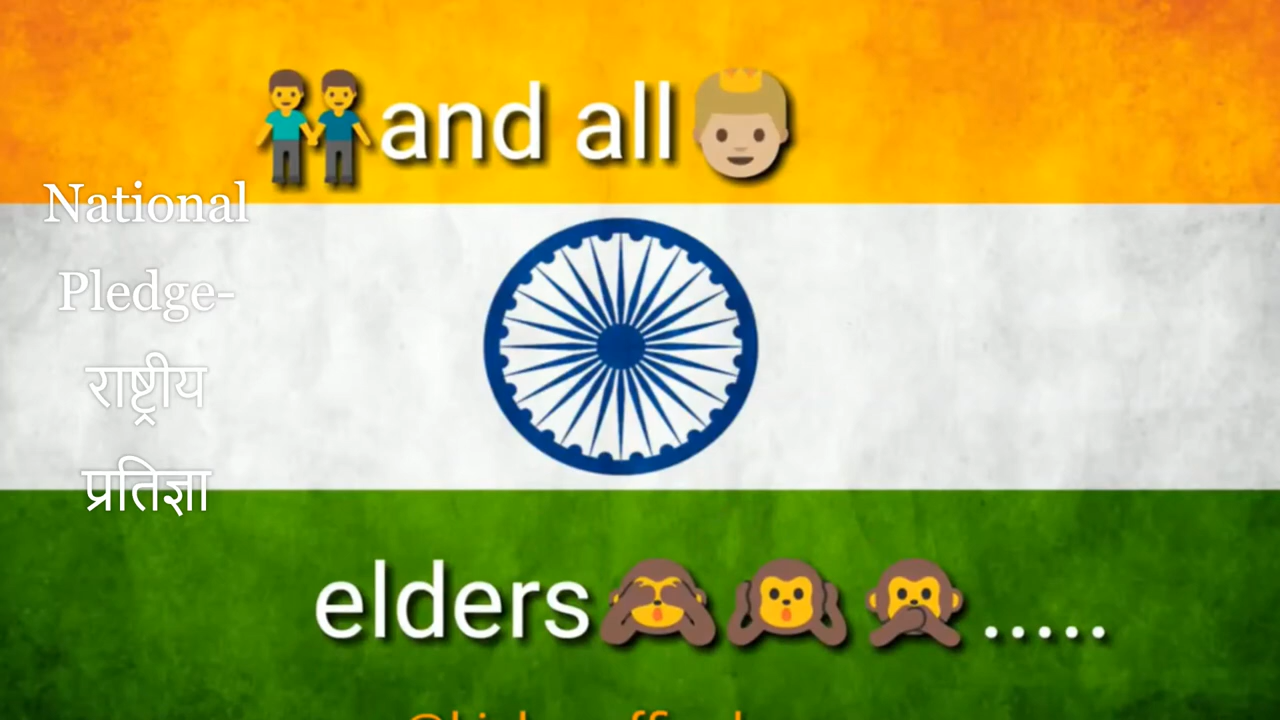 👬and all🤴
National
Pledge-
राष्ट्रीय
प्रतिज्ञा
elders🙈🙉🙊.....